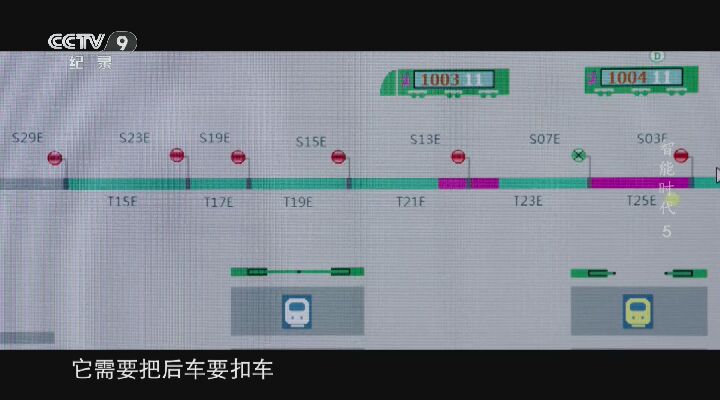 CCTV 9
纪录
D
1003 11
1004 11
S29E
S23E
S19E
S15E
S13E
S07E
S03E
T15E
T17E
T19E
T21E
T23E
T25E
智能时代 5
它需要把后车要扣车